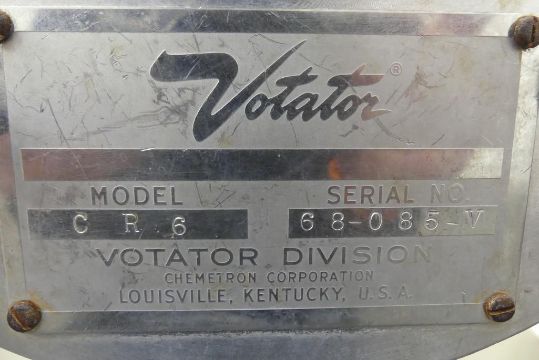 Votator®
MODEL SERIAL NO.
C R 6 68-085-V
VOTATOR DIVISION
CHEMETRON CORPORATION
LOUISVILLE, KENTUCKY, U.S.A.